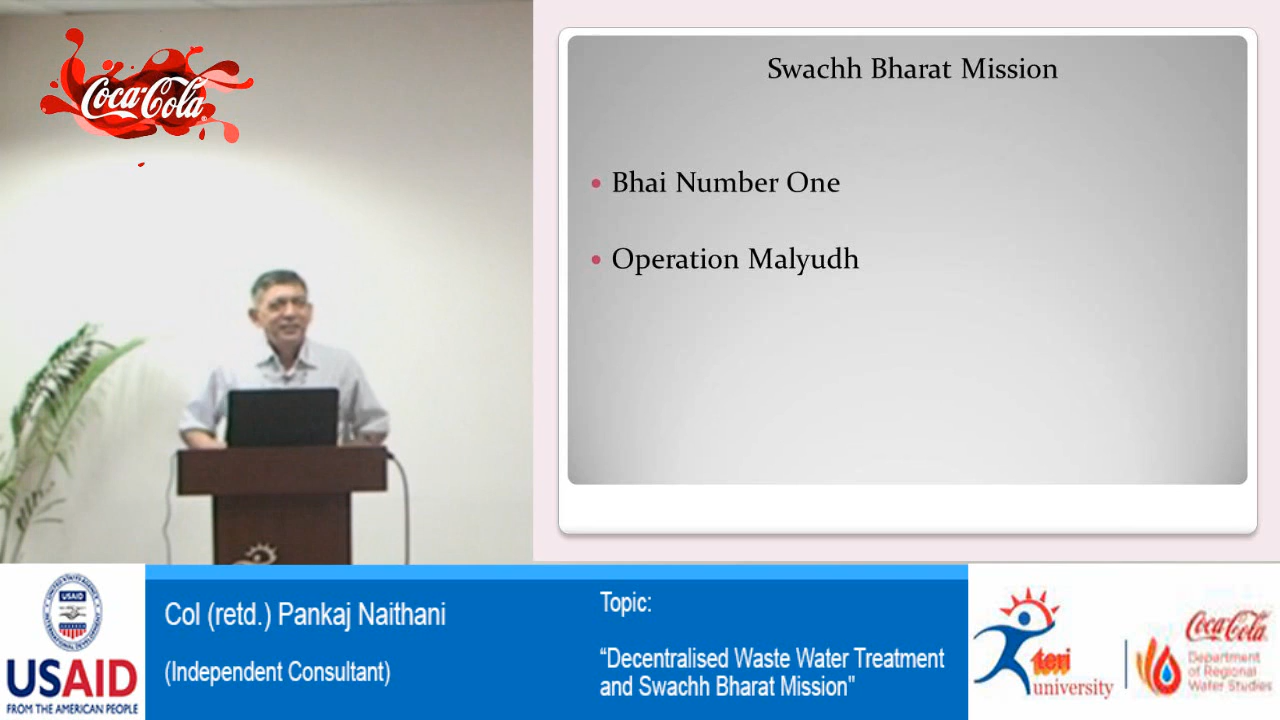 Coca-Cola
Swachh Bharat Mission
Bhai Number One
Operation Malyudh
USAID
FROM THE AMERICAN PEOPLE
Col (retd.) Pankaj Naithani
(Independent Consultant)
Topic:
“Decentralised Waste Water Treatment
and Swachh Bharat Mission"
teri
university
Coca-Cola
Department
of Regional
Water Studies